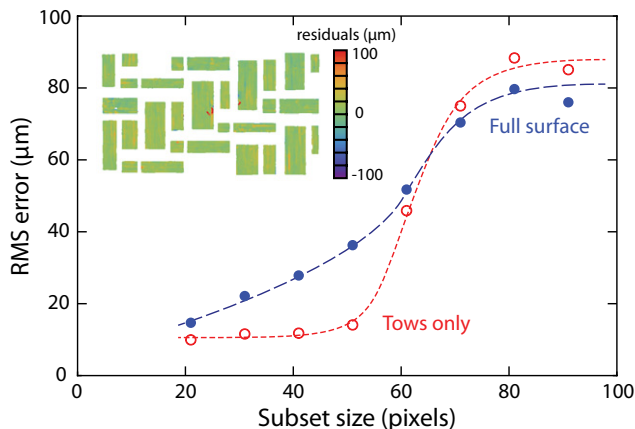 100
80
60
40
20
0
RMS error (μm)
residuals (μm)
100
0
-100
Full surface
Tows only
0 20 40 60 80 100
Subset size (pixels)